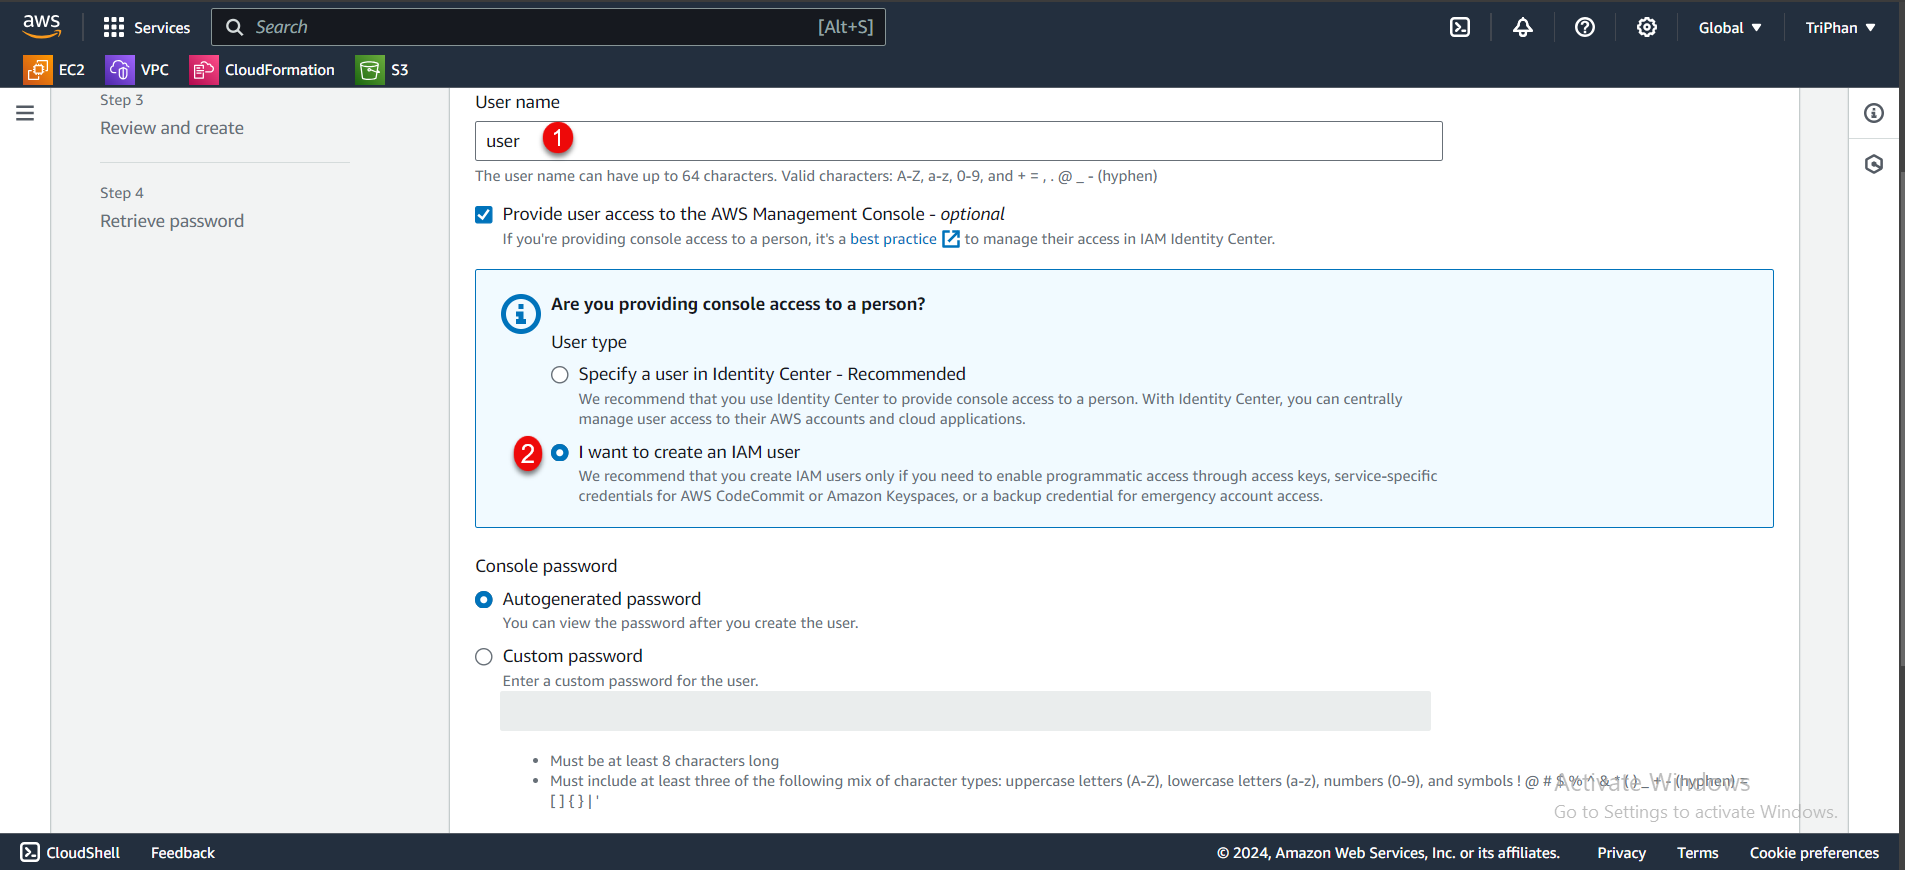 aws
Services
Search [Alt+S]
Global
TriPhan
EC2
VPC
CloudFormation
S3
Step 3
Review and create
Step 4
Retrieve password
User name
user
1
The user name can have up to 64 characters. Valid characters: A-Z, a-z, 0-9, and + = , . @ _ - (hyphen)
Provide user access to the AWS Management Console - optional
If you're providing console access to a person, it's a best practice to manage their access in IAM Identity Center.
Are you providing console access to a person?
User type
Specify a user in Identity Center - Recommended
We recommend that you use Identity Center to provide console access to a person. With Identity Center, you can centrally
manage user access to their AWS accounts and cloud applications.
2
I want to create an IAM user
We recommend that you create IAM users only if you need to enable programmatic access through access keys, service-specific
credentials for AWS CodeCommit or Amazon Keyspaces, or a backup credential for emergency account access.
Console password
Autogenerated password
You can view the password after you create the user.
Custom password
Enter a custom password for the user.
• Must be at least 8 characters long
• Must include at least three of the following mix of character types: uppercase letters (A-Z), lowercase letters (a-z), numbers (0-9), and symbols ! @ # $ % ^ & * ( ) _ + - (hyphen) =
[ ] { } | '
Activate Windows
Go to Settings to activate Windows.
CloudShell
Feedback
© 2024, Amazon Web Services, Inc. or its affiliates.
Privacy
Terms
Cookie preferences